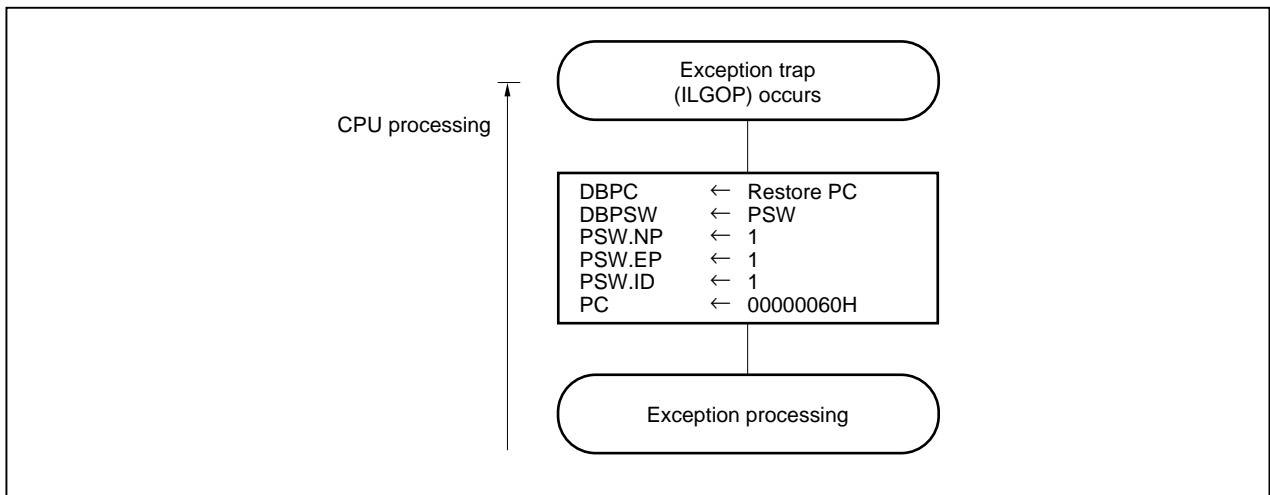 Exception trap
(ILGOP) occurs
CPU processing
DBPC ← Restore PC
DBPSW ← PSW
PSW.NP ← 1
PSW.EP ← 1
PSW.ID ← 1
PC ← 00000060H
Exception processing